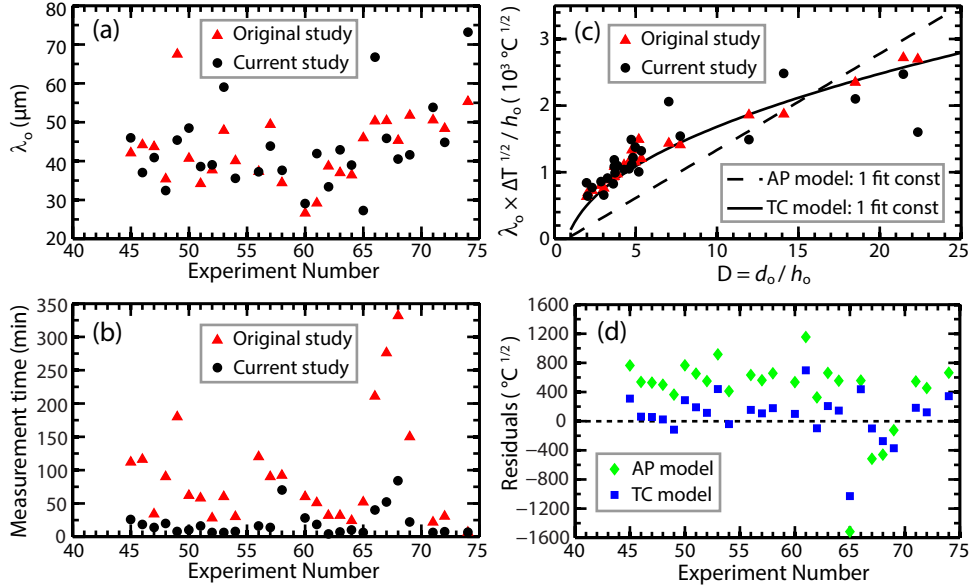 (a)
Original study
Current study
λo (μm)
80
70
60
50
40
30
20
40 45 50 55 60 65 70 75
Experiment Number
(c)
Original study
Current study
λo × ΔT 1/2 / ho ( 10³ °C 1/2 )
3
2
1
0
AP model: 1 fit const
TC model: 1 fit const
0 5 10 15 20 25
D = do / ho
(b)
Original study
Current study
Measurement time (min)
350
300
250
200
150
100
50
0
40 45 50 55 60 65 70 75
Experiment Number
(d)
Residuals ( °C 1/2 )
1600
1200
800
400
0
−400
−800
−1200
−1600
AP model
TC model
40 45 50 55 60 65 70 75
Experiment Number